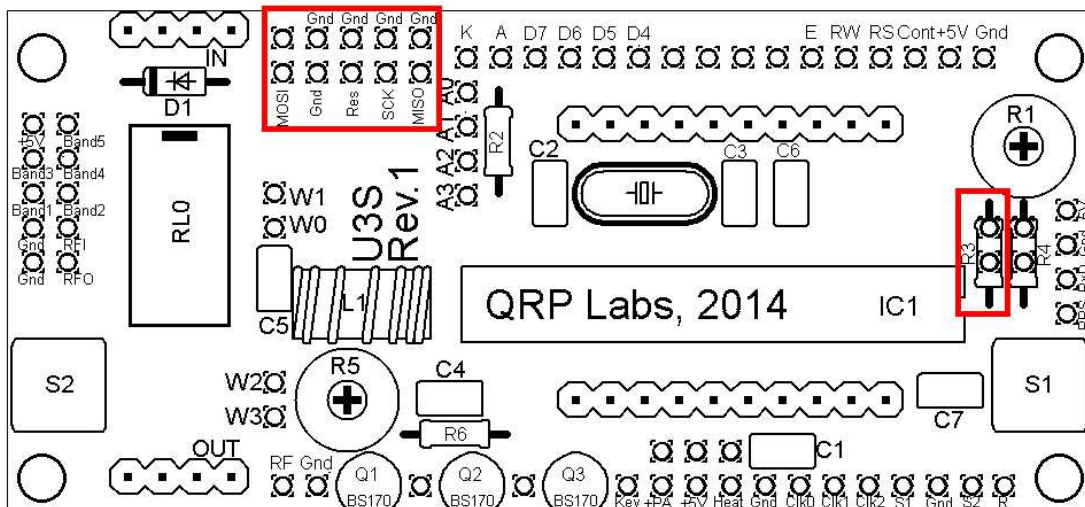 Gnd Res Gnd Gnd
MOSI Gnd Res SCK MISO
IN
D1
K A D7 D6 D5 D4 E RW RS Cont +5V Gnd
A0
A1
A2
A3
R2
C2
C3
C6
R1
+5V Band5
Band3 Band4
Band1 Band2
Gnd RFI
Gnd RFO
RL0
W1
W0
U3S
Rev.1
R3
R4
C5
L1
QRP Labs, 2014
IC1
S2
W2
W3
R5
C4
R6
C7
S1
OUT
RF Gnd
Q1
BS170
Q2
BS170
Q3
BS170
C1
Key +PA +5V Heat Gnd Clk0 Clk1 Clk2 S1 Gnd S2 R